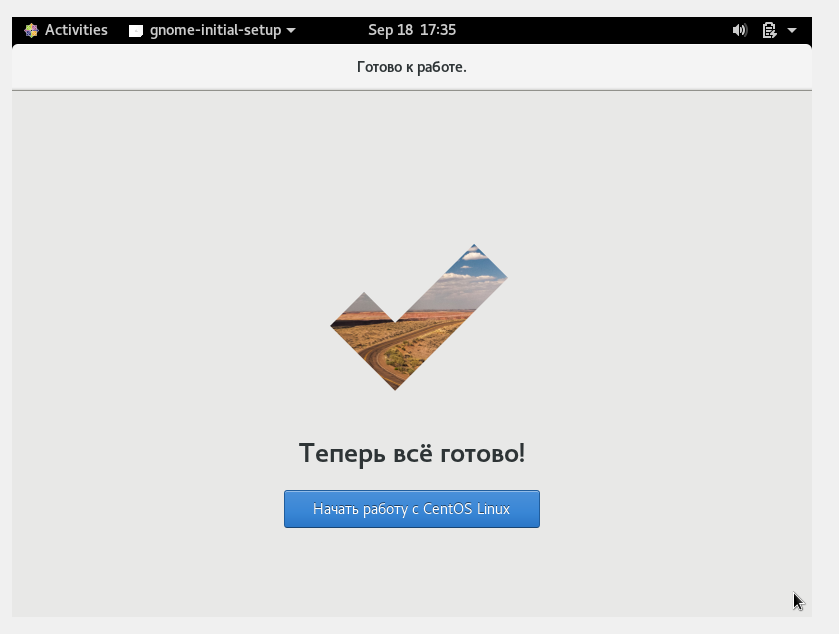 Activities gnome-initial-setup Sep 18 17:35
Готово к работе.
Теперь всё готово!
Начать работу с CentOS Linux